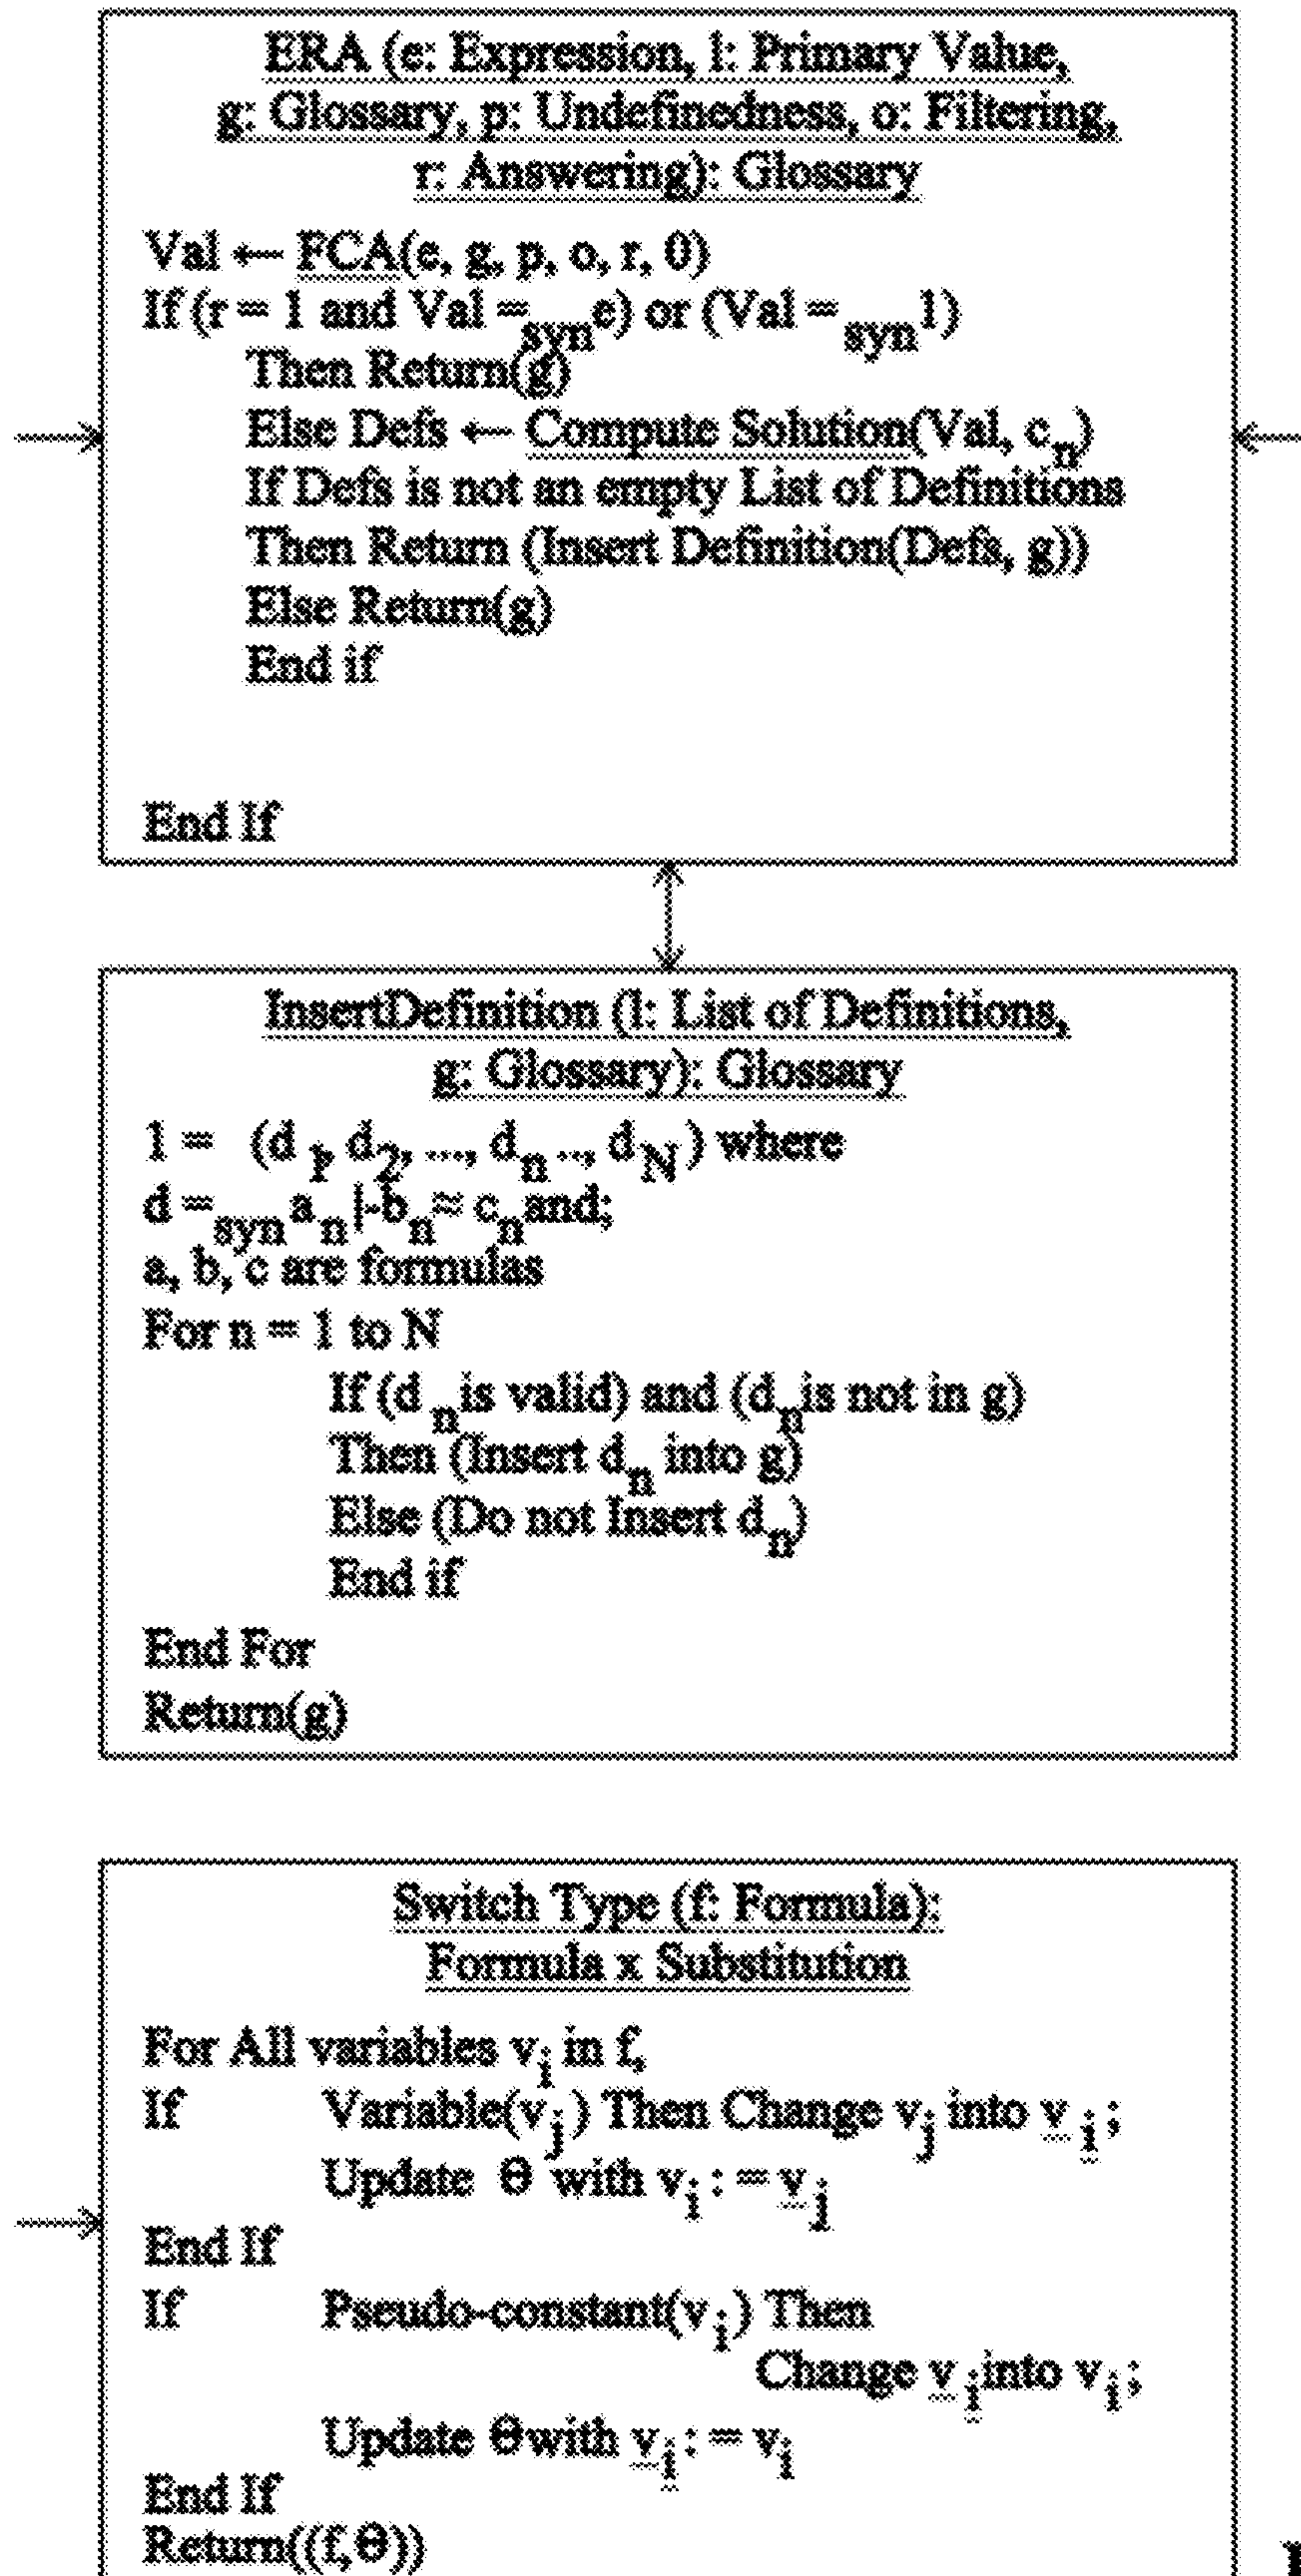 ERA (e: Expression, l: Primary Value,
g: Glossary, p: Undefinedness, o: Filtering,
r: Answering): Glossary
Val ← FCA(e, g, p, o, r, 0)
If (r = 1 and Val =syn e) or (Val = syn l)
Then Return(g)
Else Defs ← Compute Solution(Val, cn)
If Defs is not an empty List of Definitions
Then Return (Insert Definition(Defs, g))
Else Return(g)
End if
End If
InsertDefinition (l: List of Definitions,
g: Glossary): Glossary
l = (d1, d2, ..., dn .., dN) where
d =syn an |-bn ≈ cn and;
a, b, c are formulas
For n = 1 to N
If (dn is valid) and (dn is not in g)
Then (Insert dn into g)
Else (Do not Insert dn)
End if
End For
Return(g)
Switch Type (f: Formula):
Formula x Substitution
For All variables vi in f,
If Variable(vj) Then Change vj into vi;
Update Θ with vi : = vj
End If
If Pseudo-constant(vi) Then
Change vi into vi;
Update Θ with vi : = vi
End If
Return((f,Θ))